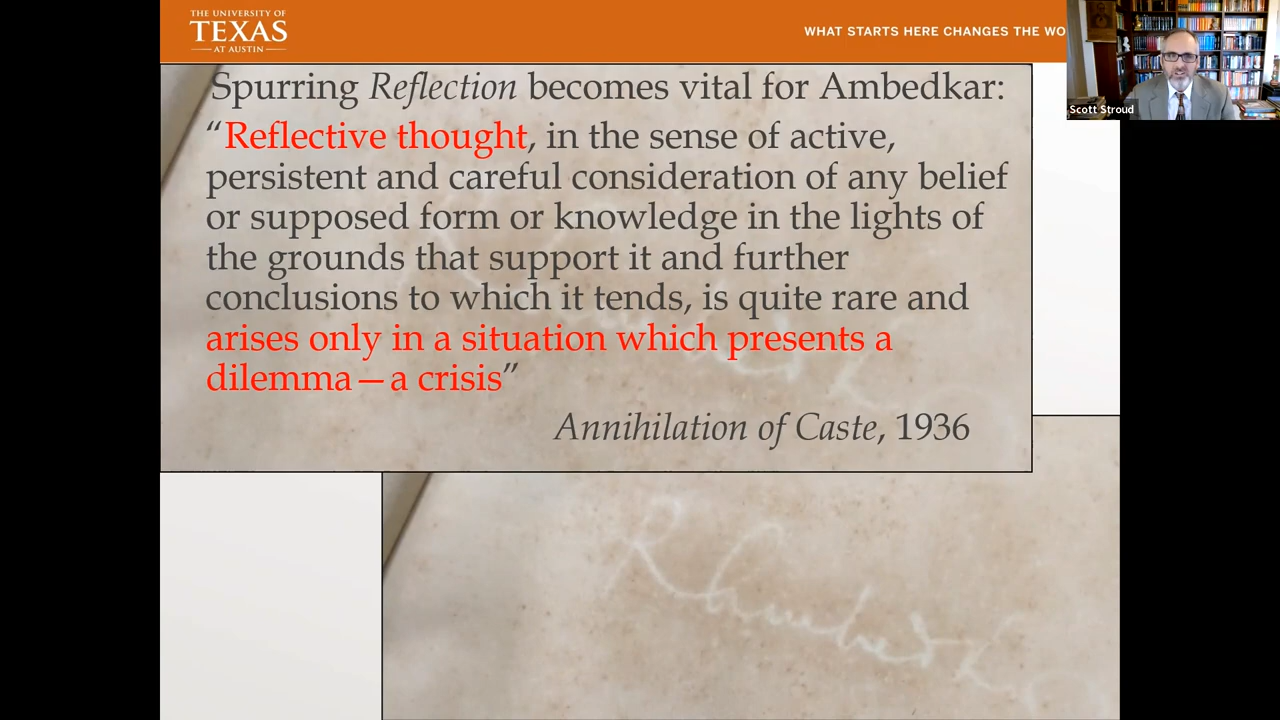 THE UNIVERSITY OF
TEXAS
AT AUSTIN
WHAT STARTS HERE CHANGES THE WO
Scott Stroud
Spurring Reflection becomes vital for Ambedkar:
“Reflective thought, in the sense of active,
persistent and careful consideration of any belief
or supposed form or knowledge in the lights of
the grounds that support it and further
conclusions to which it tends, is quite rare and
arises only in a situation which presents a
dilemma—a crisis”
Annihilation of Caste, 1936